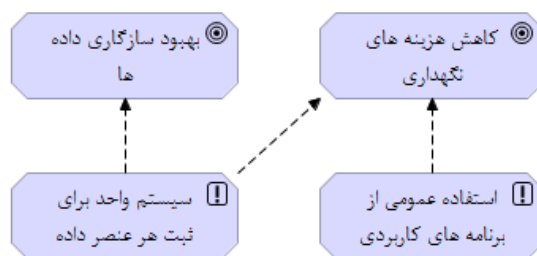 بهبود سازگاری داده
ها
کاهش هزینه های
نگهداری
سیستم واحد برای
ثبت هر عنصر داده
استفاده عمومی از
برنامه های کاربردی